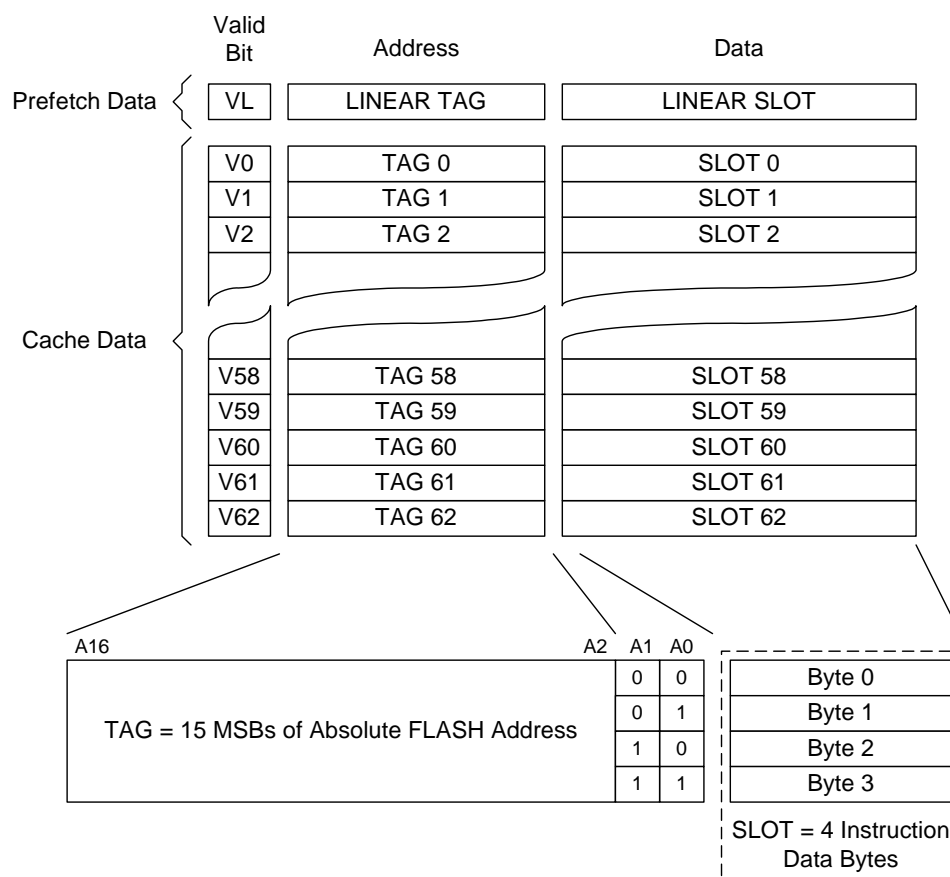 Valid
Bit
Address
Data
Prefetch Data
VL
LINEAR TAG
LINEAR SLOT
Cache Data
V0
TAG 0
SLOT 0
V1
TAG 1
SLOT 1
V2
TAG 2
SLOT 2
V58
TAG 58
SLOT 58
V59
TAG 59
SLOT 59
V60
TAG 60
SLOT 60
V61
TAG 61
SLOT 61
V62
TAG 62
SLOT 62
A16
A2
A1
A0
TAG = 15 MSBs of Absolute FLASH Address
0 0
0 1
1 0
1 1
Byte 0
Byte 1
Byte 2
Byte 3
SLOT = 4 Instruction
Data Bytes